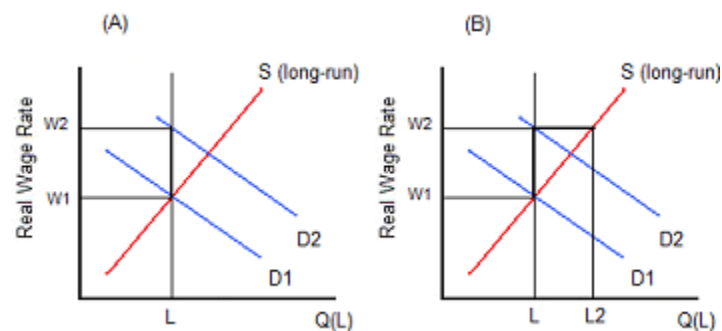 (A)
S (long-run)
Real Wage Rate
W2
W1
D2
D1
L
Q(L)
(B)
S (long-run)
Real Wage Rate
W2
W1
D2
D1
L
L2
Q(L)